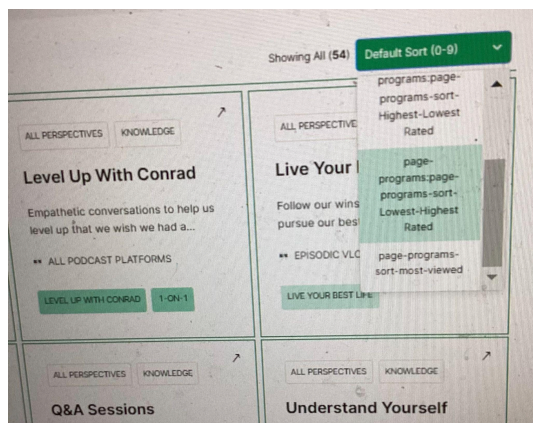 Showing All (54)
Default Sort (0-9)
programs:page-
programs-sort-
Highest-Lowest
Rated
page-
programs:page-
programs-sort-
Lowest-Highest
Rated
page-programs-
sort-most-viewed
ALL PERSPECTIVES
KNOWLEDGE
Level Up With Conrad
Empathetic conversations to help us
level up that we wish we had a...
ALL PODCAST PLATFORMS
LEVEL UP WITH CONRAD
1-ON-1
ALL PERSPECTIVE
Live Your
Follow our wins
pursue our bes
EPISODIC VLO
LIVE YOUR BEST LIFE
ALL PERSPECTIVES
KNOWLEDGE
Q&A Sessions
ALL PERSPECTIVES
KNOWLEDGE
Understand Yourself